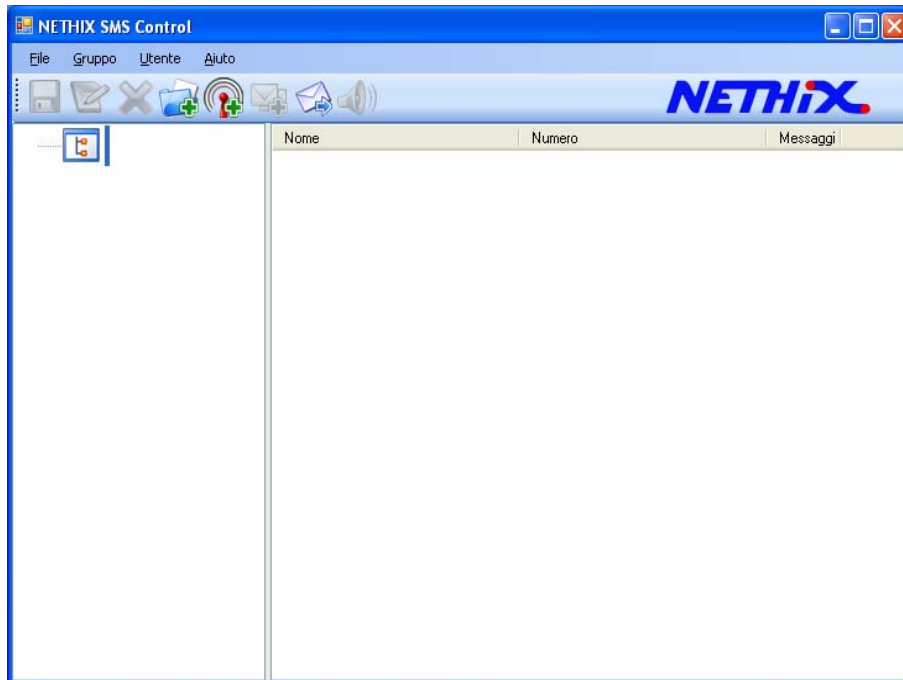 NETHIX SMS Control
File Gruppo Utente Aiuto
NETHiX
Nome Numero Messaggi